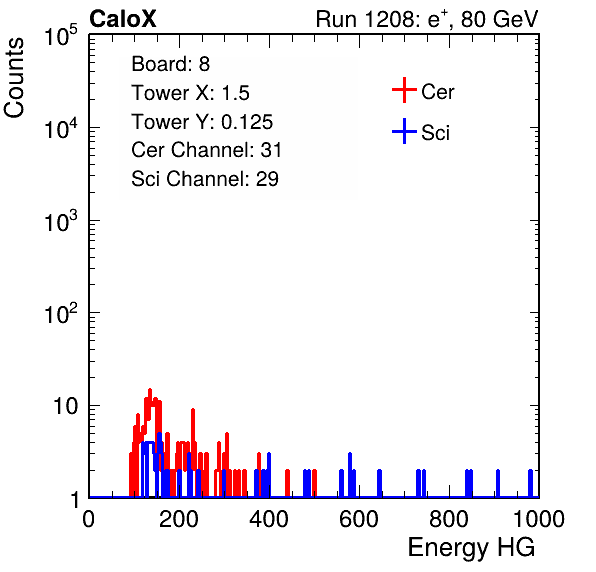 CaloX Run 1208: e⁺, 80 GeV
Counts
10⁵
10⁴
10³
10²
10
1
Board: 8
Tower X: 1.5
Tower Y: 0.125
Cer Channel: 31
Sci Channel: 29
Cer
Sci
0 200 400 600 800 1000
Energy HG